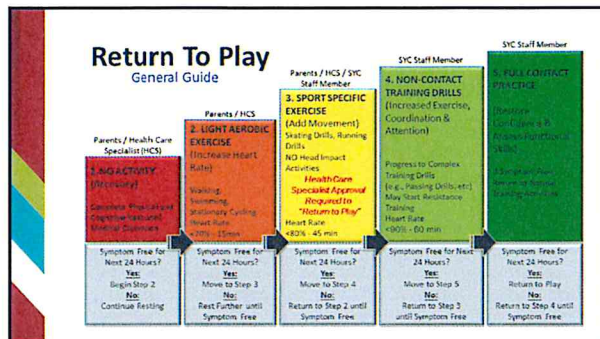 Return To Play
General Guide
Parents / Health Care
Specialist (HCS)
1. NO ACTIVITY
(Recovery)
Complete Physical and
Cognitive Rest until
Medical Clearance
Parents / HCS
2. LIGHT AEROBIC
EXERCISE
(Increase Heart
Rate)
Walking,
Swimming,
Stationary Cycling
Heart Rate
<70% - 15min
Parents / HCS / SYC
Staff Member
3. SPORT SPECIFIC
EXERCISE
(Add Movement)
Skating Drills, Running
Drills
NO Head Impact
Activities
Health Care
Specialist Approval
Required to
"Return to Play"
Heart Rate
<80% - 45 min
SYC Staff Member
4. NON-CONTACT
TRAINING DRILLS
(Increased Exercise,
Coordination &
Attention)
Progress to Complex
Training Drills
(e.g., Passing Drills, etc)
May Start Resistance
Training
Heart Rate
<90% - 60 min
SYC Staff Member
5. FULL CONTACT
PRACTICE
(Restore
Confidence &
Assess Functional
Skills)
Symptom Free for
Next 24 Hours?
Yes:
Begin Step 2
No:
Continue Resting
Symptom Free for
Next 24 Hours?
Yes:
Move to Step 3
No:
Rest Further until
Symptom Free
Symptom Free for
Next 24 Hours?
Yes:
Move to Step 4
No:
Return to Step 2 until
Symptom Free
Symptom Free for Next
24 Hours?
Yes:
Move to Step 5
No:
Return to Step 3
until Symptom Free
Symptom Free for
Next 24 Hours?
Yes:
Return to Play
No:
Return to Step 4 until
Symptom Free